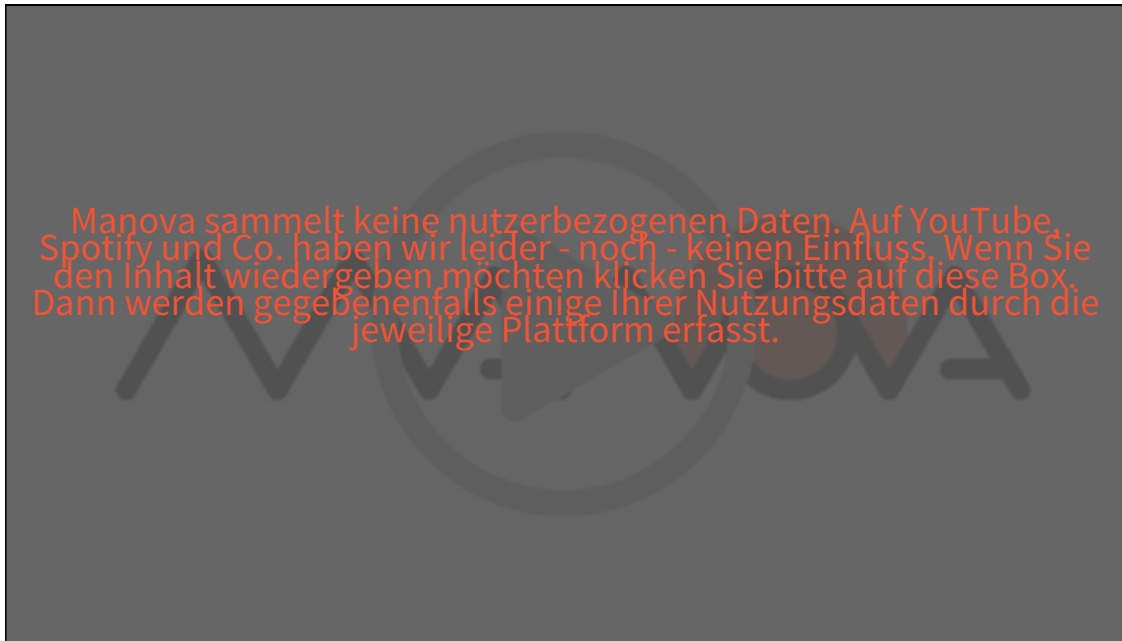 Manova sammelt keine nutzerbezogenen Daten. Auf YouTube,
Spotify und Co. haben wir leider - noch - keinen Einfluss. Wenn Sie
den Inhalt wiedergeben möchten klicken Sie bitte auf diese Box.
Dann werden gegebenenfalls einige Ihrer Nutzungsdaten durch die
jeweilige Plattform erfasst.
MANOVA